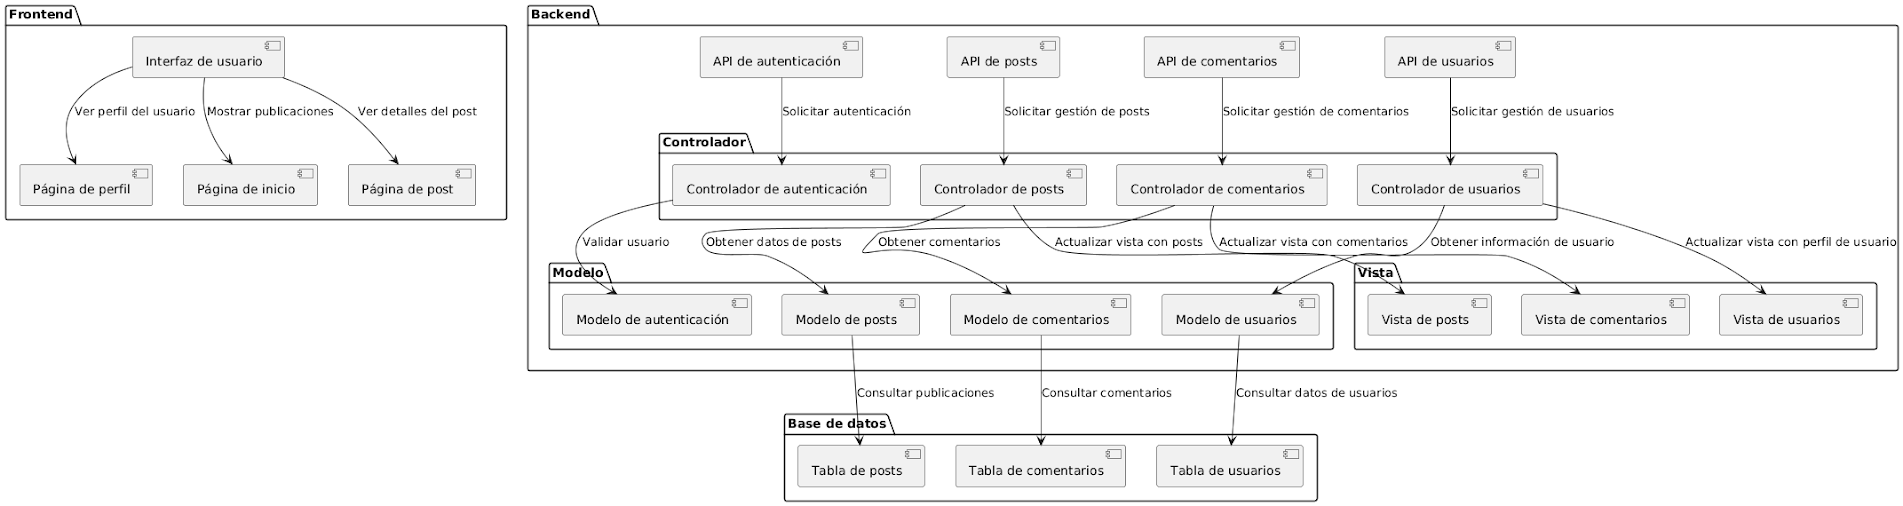 Frontend
Interfaz de usuario
Ver perfil del usuario
Mostrar publicaciones
Ver detalles del post
Página de perfil
Página de inicio
Página de post
Backend
API de autenticación
API de posts
API de comentarios
API de usuarios
Solicitar autenticación
Solicitar gestión de posts
Solicitar gestión de comentarios
Solicitar gestión de usuarios
Controlador
Controlador de autenticación
Controlador de posts
Controlador de comentarios
Controlador de usuarios
Validar usuario
Obtener datos de posts
Obtener comentarios
Actualizar vista con posts
Actualizar vista con comentarios
Obtener información de usuario
Actualizar vista con perfil de usuario
Modelo
Modelo de autenticación
Modelo de posts
Modelo de comentarios
Modelo de usuarios
Vista
Vista de posts
Vista de comentarios
Vista de usuarios
Consultar publicaciones
Consultar comentarios
Consultar datos de usuarios
Base de datos
Tabla de posts
Tabla de comentarios
Tabla de usuarios